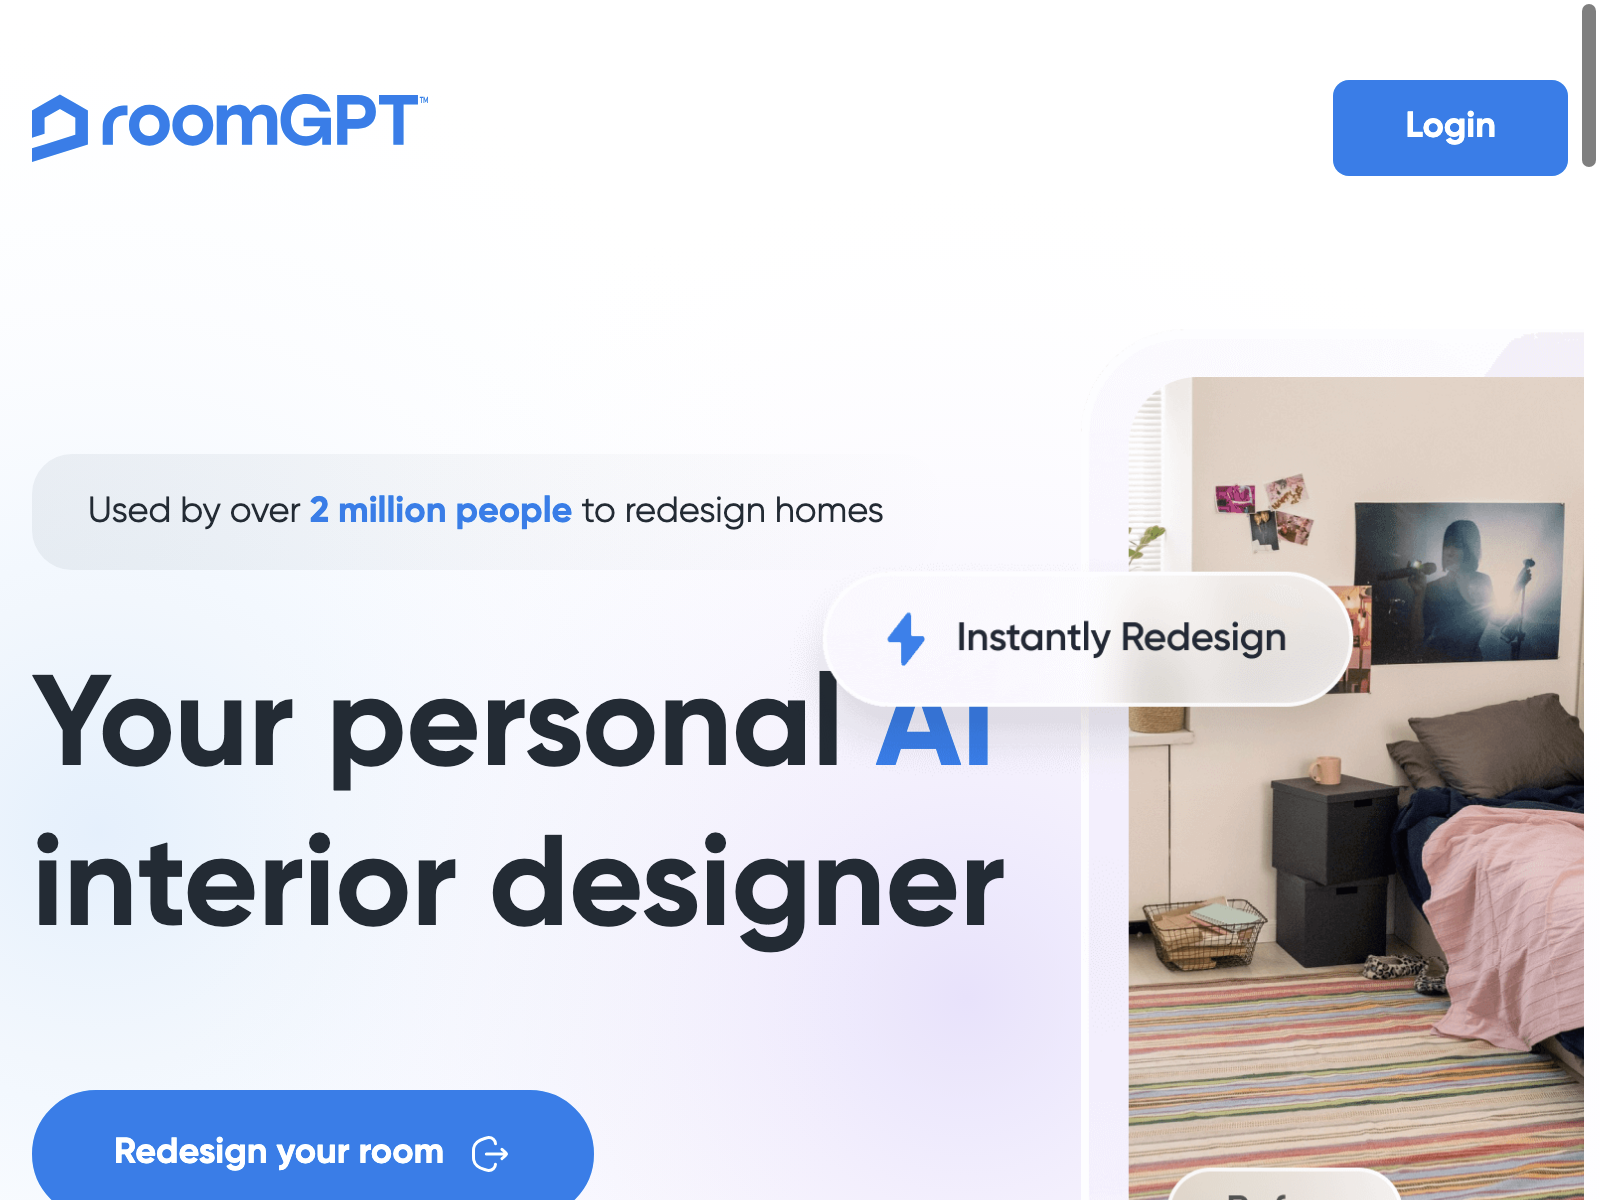 roomGPT™
Login
Used by over 2 million people to redesign homes
Instantly Redesign
Your personal AI
interior designer
Redesign your room